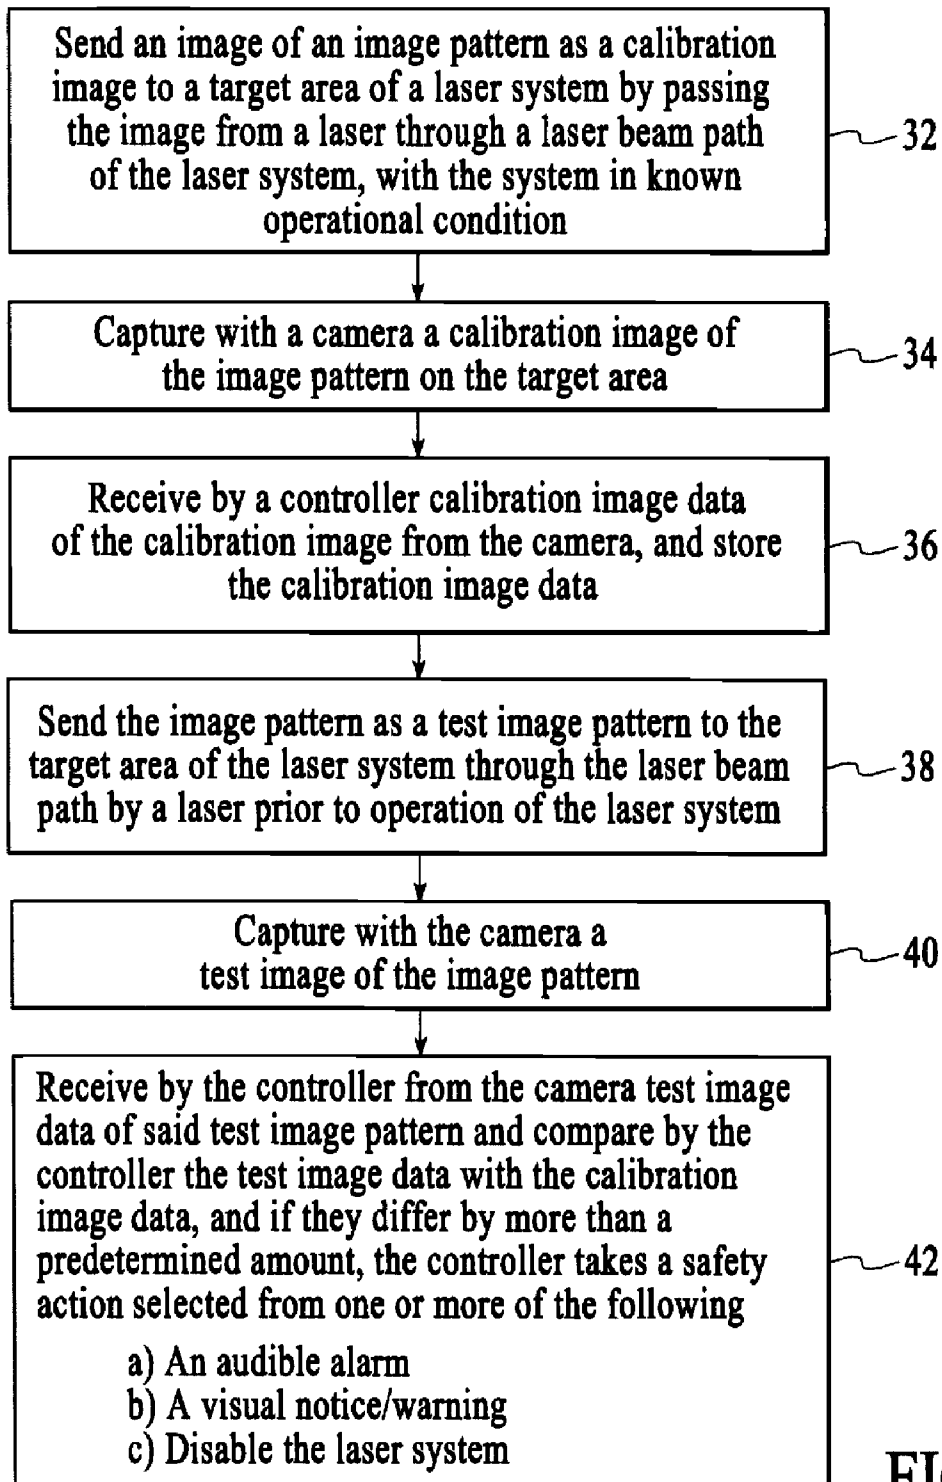 Send an image of an image pattern as a calibration
image to a target area of a laser system by passing
the image from a laser through a laser beam path
of the laser system, with the system in known
operational condition
32
Capture with a camera a calibration image of
the image pattern on the target area
34
Receive by a controller calibration image data
of the calibration image from the camera, and store
the calibration image data
36
Send the image pattern as a test image pattern to the
target area of the laser system through the laser beam
path by a laser prior to operation of the laser system
38
Capture with the camera a
test image of the image pattern
40
Receive by the controller from the camera test image
data of said test image pattern and compare by the
controller the test image data with the calibration
image data, and if they differ by more than a
predetermined amount, the controller takes a safety
action selected from one or more of the following
42
a) An audible alarm
b) A visual notice/warning
c) Disable the laser system